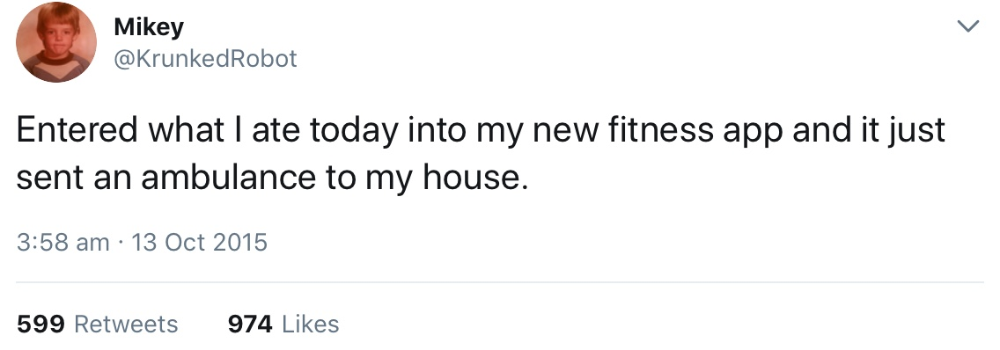 Mikey
@KrunkedRobot
Entered what I ate today into my new fitness app and it just
sent an ambulance to my house.
3:58 am · 13 Oct 2015
599 Retweets 974 Likes